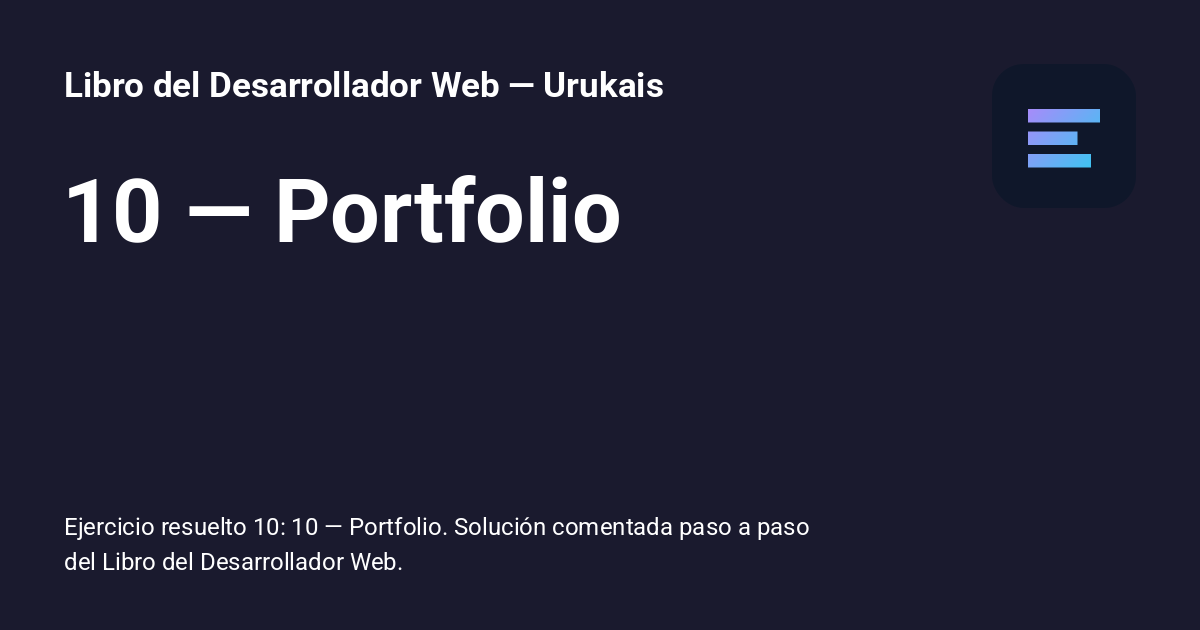 Libro del Desarrollador Web — Urukais
10 — Portfolio
Ejercicio resuelto 10: 10 — Portfolio. Solución comentada paso a paso
del Libro del Desarrollador Web.